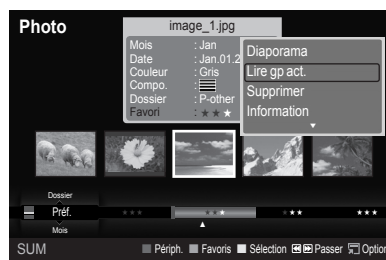 Photo
image_1.jpg
Mois : Jan
Date : Jan.01.2
Couleur : Gris
Compo. :
Dossier : P-other
Favori : ★ ★ ★
Diaporama
Lire gp act.
Supprimer
Information
Dossier
Préf. ★★★ ★★★ ★★ ★★★
Mois
SUM Périph. Favoris Sélection Passer Option